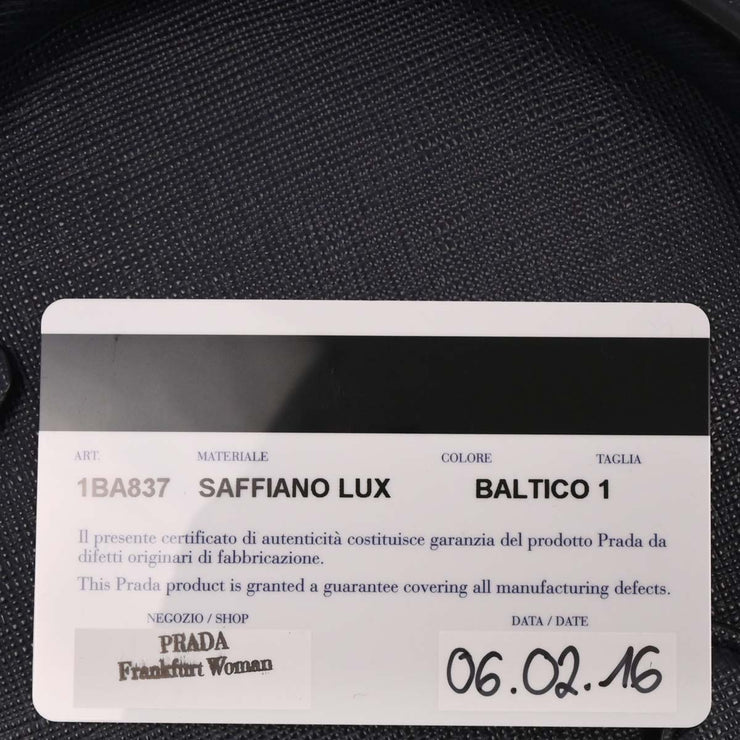 ART. MATERIALE COLORE TAGLIA
1BA837 SAFFIANO LUX BALTICO 1
Il presente certificato di autenticità costituisce garanzia del prodotto Prada da
difetti originari di fabbricazione.
This Prada product is granted a guarantee covering all manufacturing defects.
NEGOZIO / SHOP DATA / DATE
PRADA
Frankfurt Woman
06.02.16